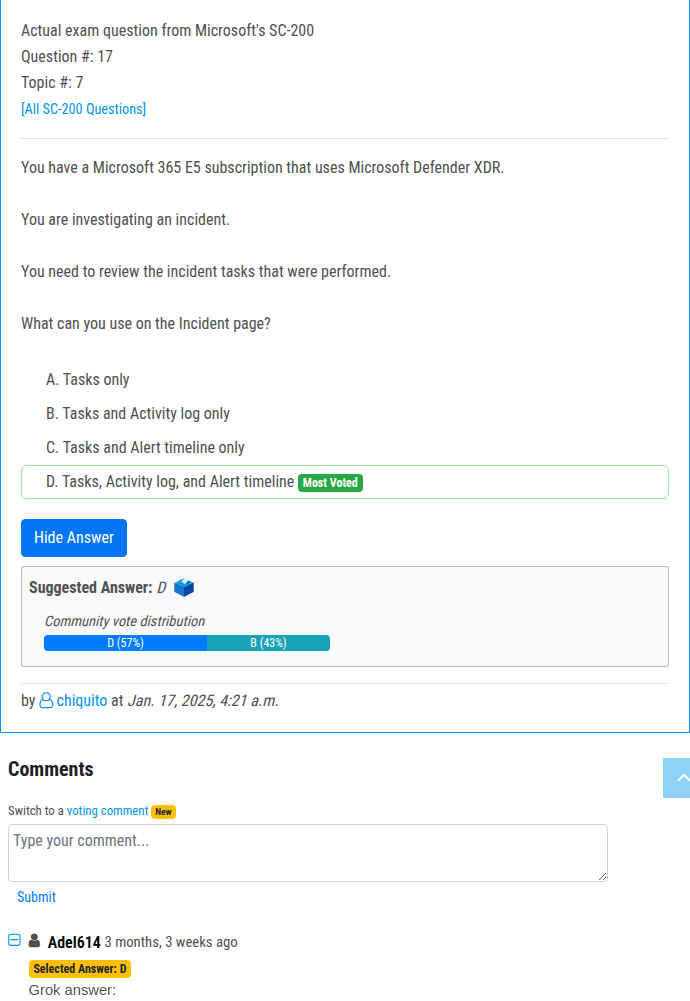 Actual exam question from Microsoft's SC-200
Question #: 17
Topic #: 7
[All SC-200 Questions]
You have a Microsoft 365 E5 subscription that uses Microsoft Defender XDR.
You are investigating an incident.
You need to review the incident tasks that were performed.
What can you use on the Incident page?
A. Tasks only
B. Tasks and Activity log only
C. Tasks and Alert timeline only
D. Tasks, Activity log, and Alert timeline Most Voted
Hide Answer
Suggested Answer: D
Community vote distribution
D (57%) B (43%)
by chiquito at Jan. 17, 2025, 4:21 a.m.
Comments
Switch to a voting comment New
Type your comment...
Submit
Adel614 3 months, 3 weeks ago
Selected Answer: D
Grok answer: